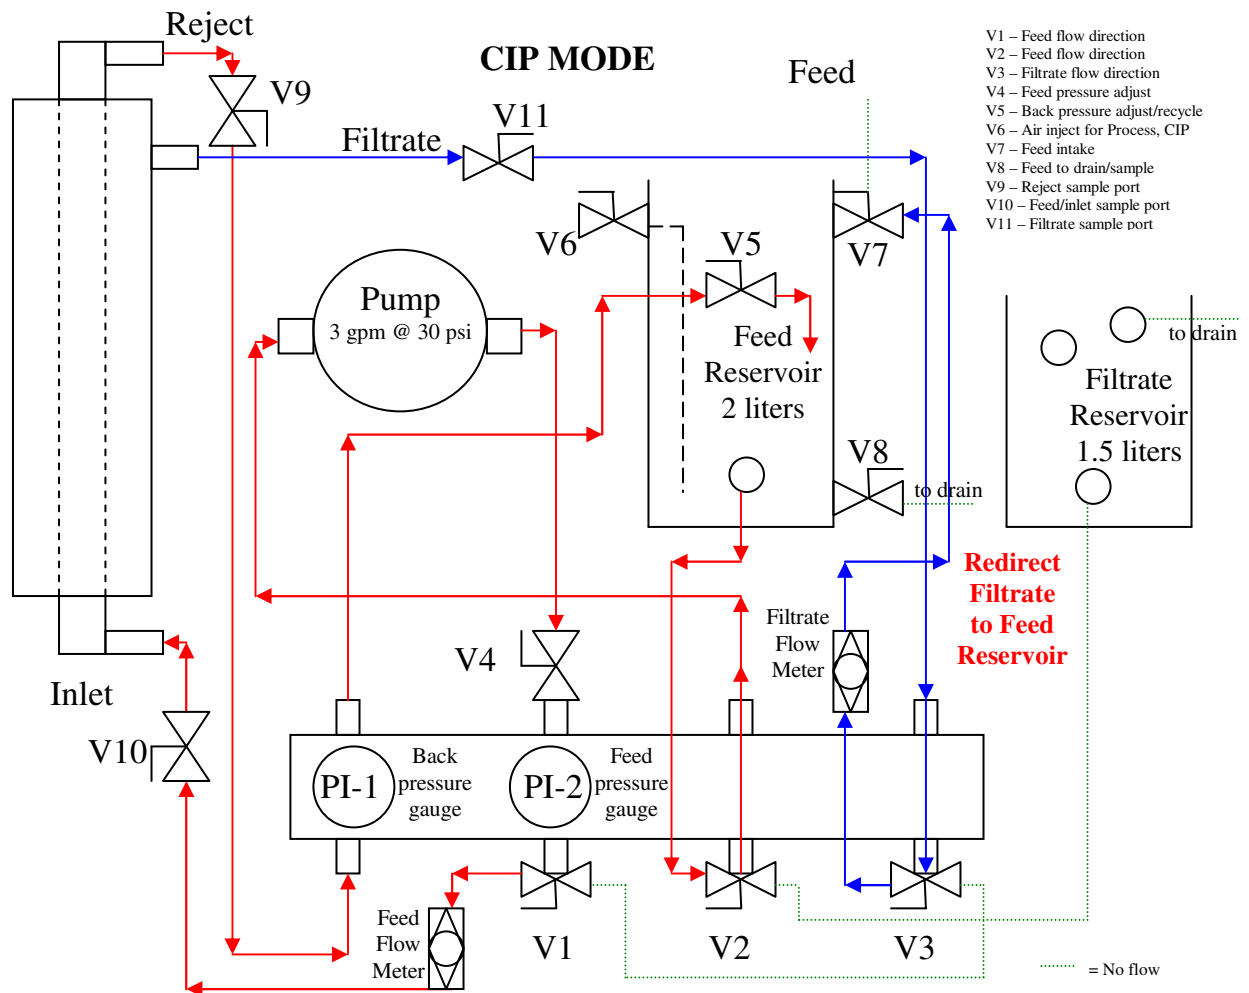 Reject
CIP MODE
Feed
V1 – Feed flow direction
V2 – Feed flow direction
V3 – Filtrate flow direction
V4 – Feed pressure adjust
V5 – Back pressure adjust/recycle
V6 – Air inject for Process, CIP
V7 – Feed intake
V8 – Feed to drain/sample
V9 – Reject sample port
V10 – Feed/inlet sample port
V11 – Filtrate sample port
V9
V11
Filtrate
V6
V5
V7
Pump
3 gpm @ 30 psi
Feed
Reservoir
2 liters
to drain
Filtrate
Reservoir
1.5 liters
V8
to drain
Redirect
Filtrate
to Feed
Reservoir
Filtrate
Flow
Meter
V4
Inlet
V10
PI-1
Back
pressure
gauge
PI-2
Feed
pressure
gauge
Feed
Flow
Meter
V1
V2
V3
= No flow